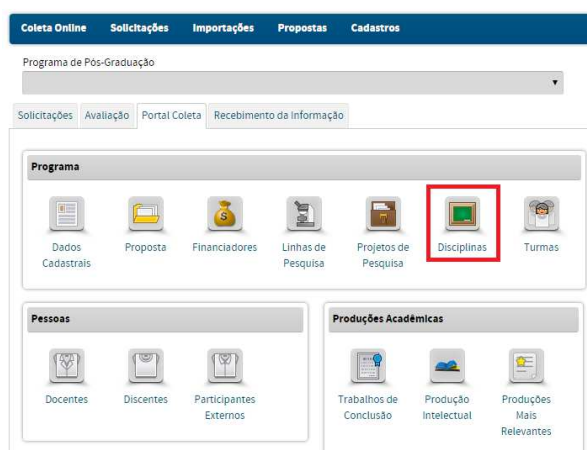 Coleta Online Solicitações Importações Propostas Cadastros
Programa de Pós-Graduação
Solicitações Avaliação Portal Coleta Recebimento da Informação
Programa
Dados Cadastrais
Proposta
Financiadores
Linhas de Pesquisa
Projetos de Pesquisa
Disciplinas
Turmas
Pessoas
Docentes
Discentes
Participantes Externos
Produções Acadêmicas
Trabalhos de Conclusão
Produção Intelectual
Produções Mais Relevantes